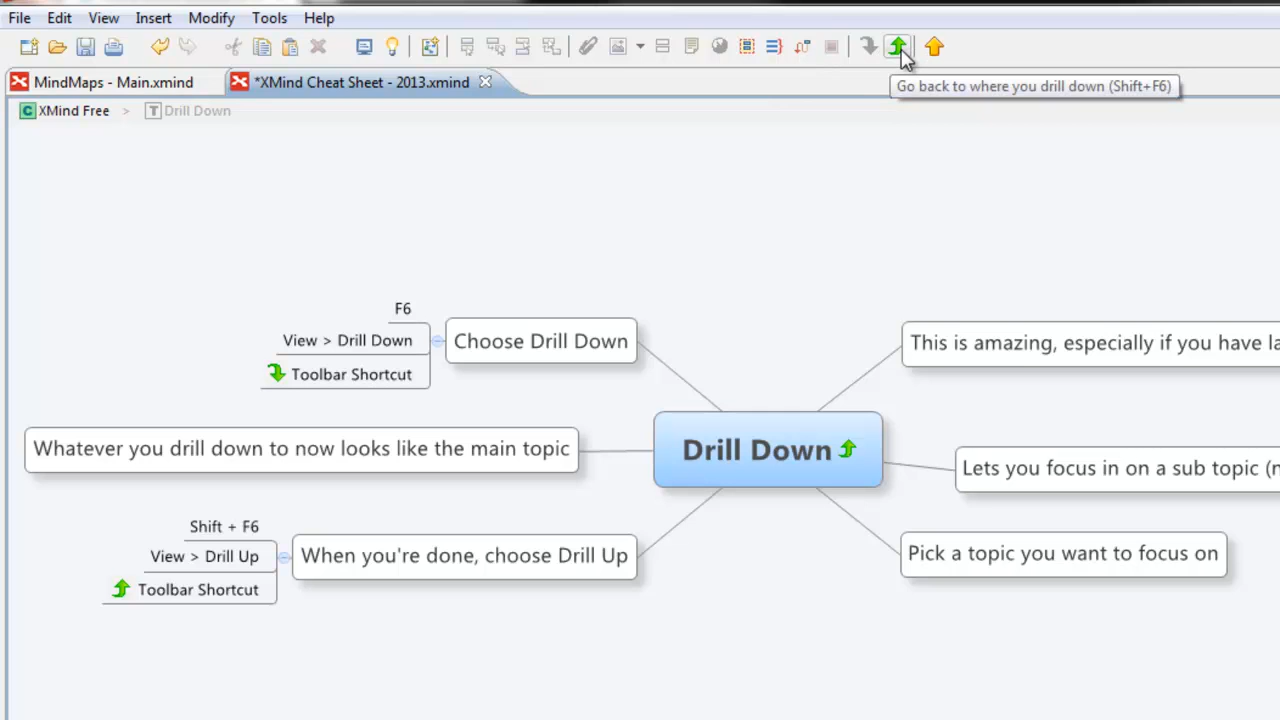 File Edit View Insert Modify Tools Help
MindMaps - Main.xmind *XMind Cheat Sheet - 2013.xmind
Go back to where you drill down (Shift+F6)
C XMind Free > T Drill Down
F6
View > Drill Down
Toolbar Shortcut
Choose Drill Down
This is amazing, especially if you have la
Whatever you drill down to now looks like the main topic
Drill Down
Lets you focus in on a sub topic (n
Shift + F6
View > Drill Up
Toolbar Shortcut
When you're done, choose Drill Up
Pick a topic you want to focus on